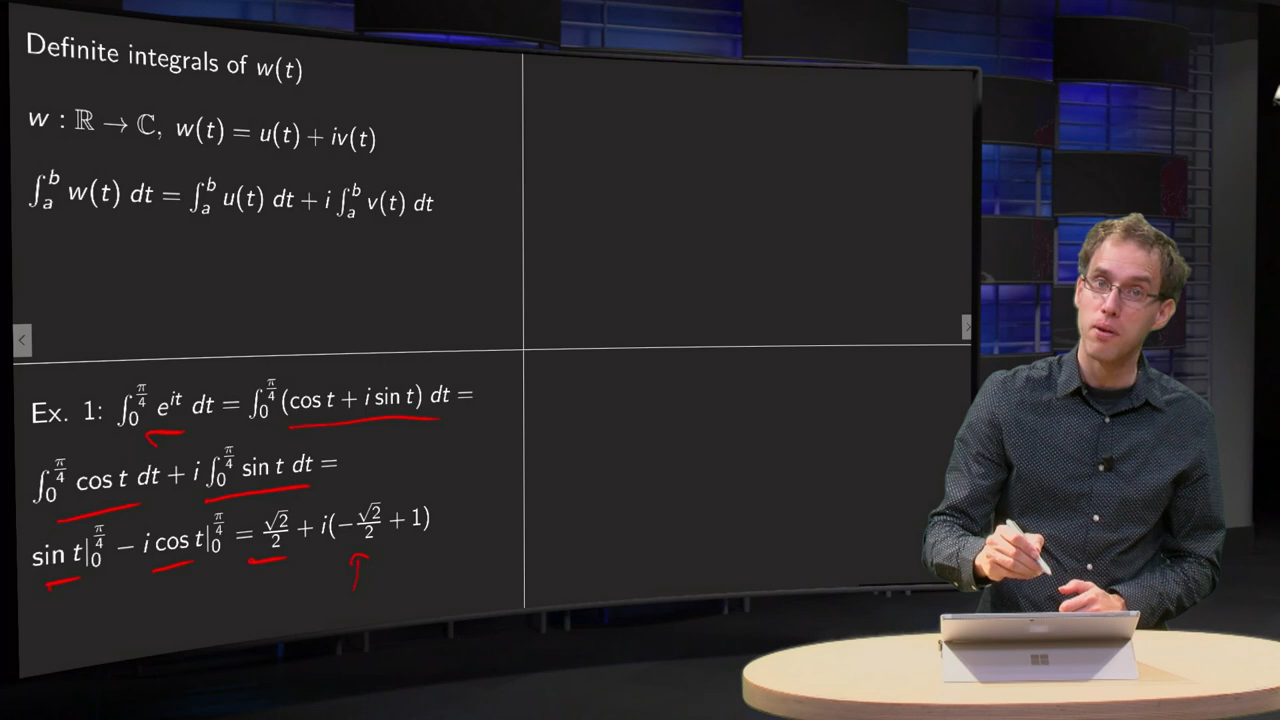 Definite integrals of w(t)
w : ℝ → ℂ, w(t) = u(t) + iv(t)
∫_a^b w(t) dt = ∫_a^b u(t) dt + i ∫_a^b v(t) dt
Ex. 1: ∫_0^{π/4} e^{it} dt = ∫_0^{π/4} (cos t + i sin t) dt =
∫_0^{π/4} cos t dt + i ∫_0^{π/4} sin t dt =
sin t|_0^{π/4} − i cos t|_0^{π/4} = √2/2 + i(−√2/2 + 1)